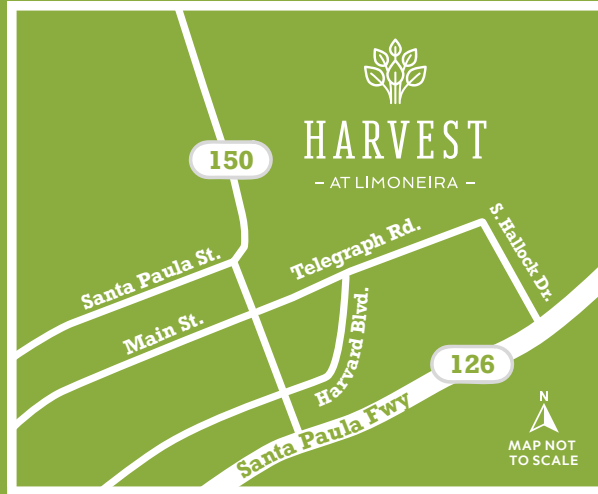 HARVEST
– AT LIMONEIRA –
150
S. Hallock Dr.
Telegraph Rd.
Santa Paula St.
Main St.
Harvard Blvd.
126
Santa Paula Fwy
N
MAP NOT
TO SCALE